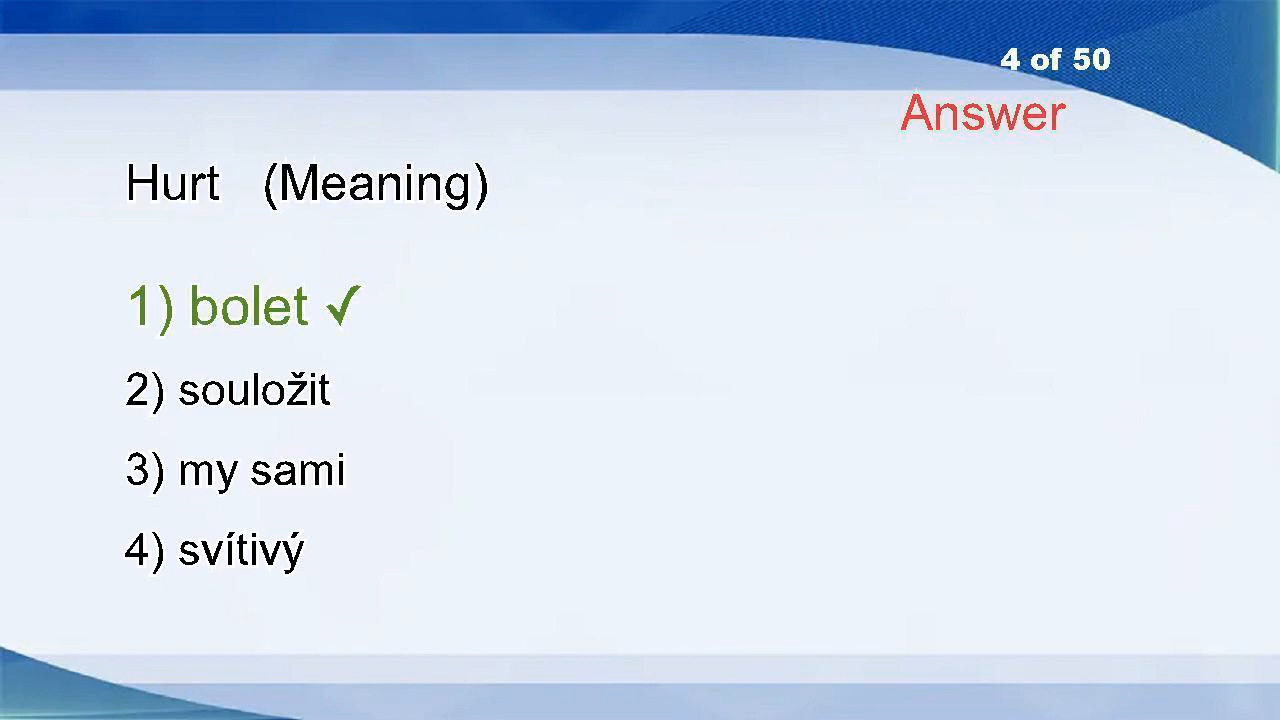 4 of 50
Answer
Hurt (Meaning)
1) bolet ✓
2) souložit
3) my sami
4) svítivý